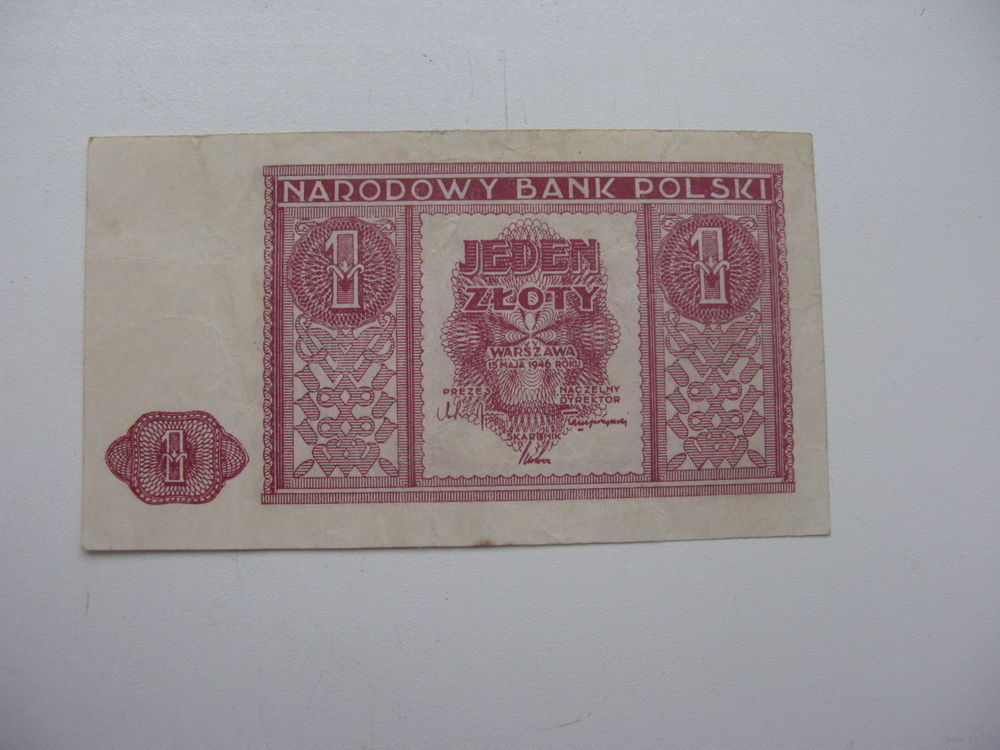 NARODOWY BANK POLSKI
1 1
JEDEN
ZŁOTY
WARSZAWA
15 MAJA 1946 ROKU
PREZES NACZELNY
DYREKTOR
SKARBNIK
1